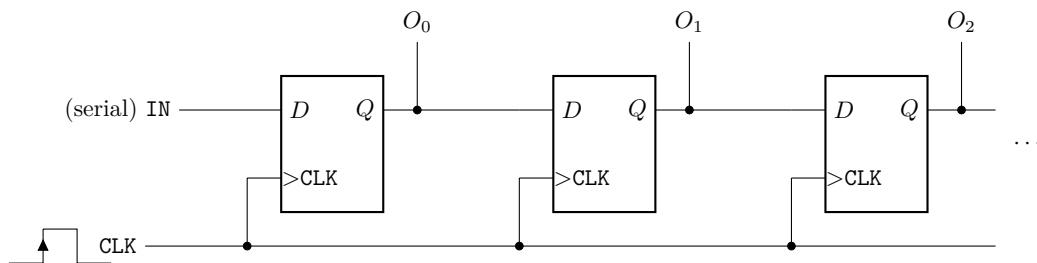 O0 O1 O2
(serial) IN D Q D Q D Q
...
>CLK >CLK >CLK
CLK